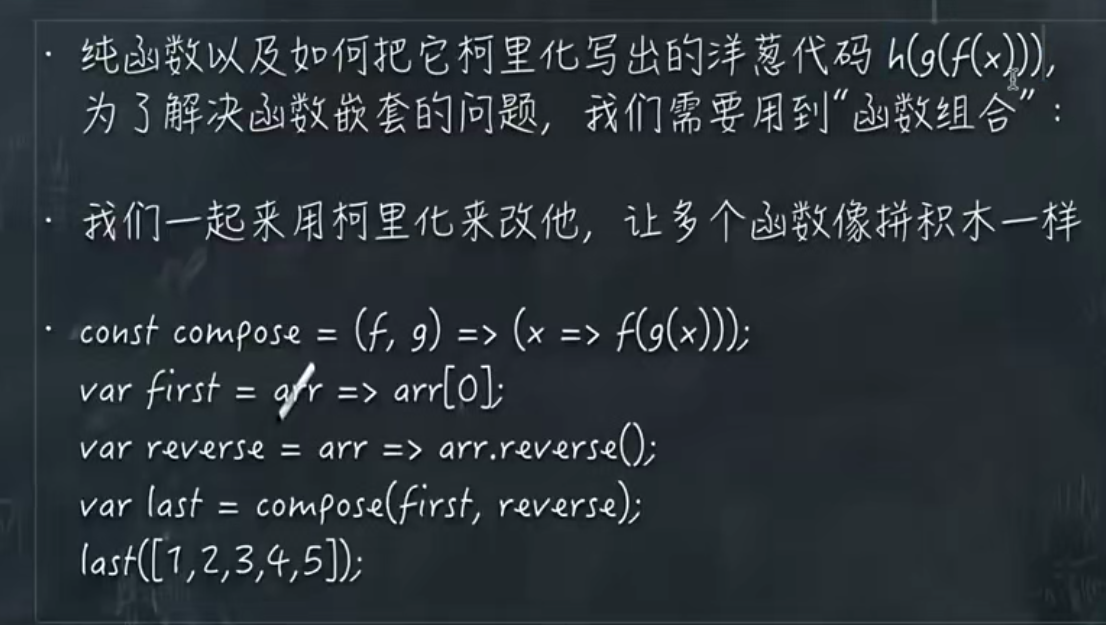 · 纯函数以及如何把它柯里化写出的洋葱代码 h(g(f(x))),
为了解决函数嵌套的问题, 我们需要用到“函数组合”:
· 我们一起来用柯里化来改他, 让多个函数像拼积木一样
· const compose = (f, g) => (x => f(g(x)));
var first = arr => arr[0];
var reverse = arr => arr.reverse();
var last = compose(first, reverse);
last([1,2,3,4,5]);